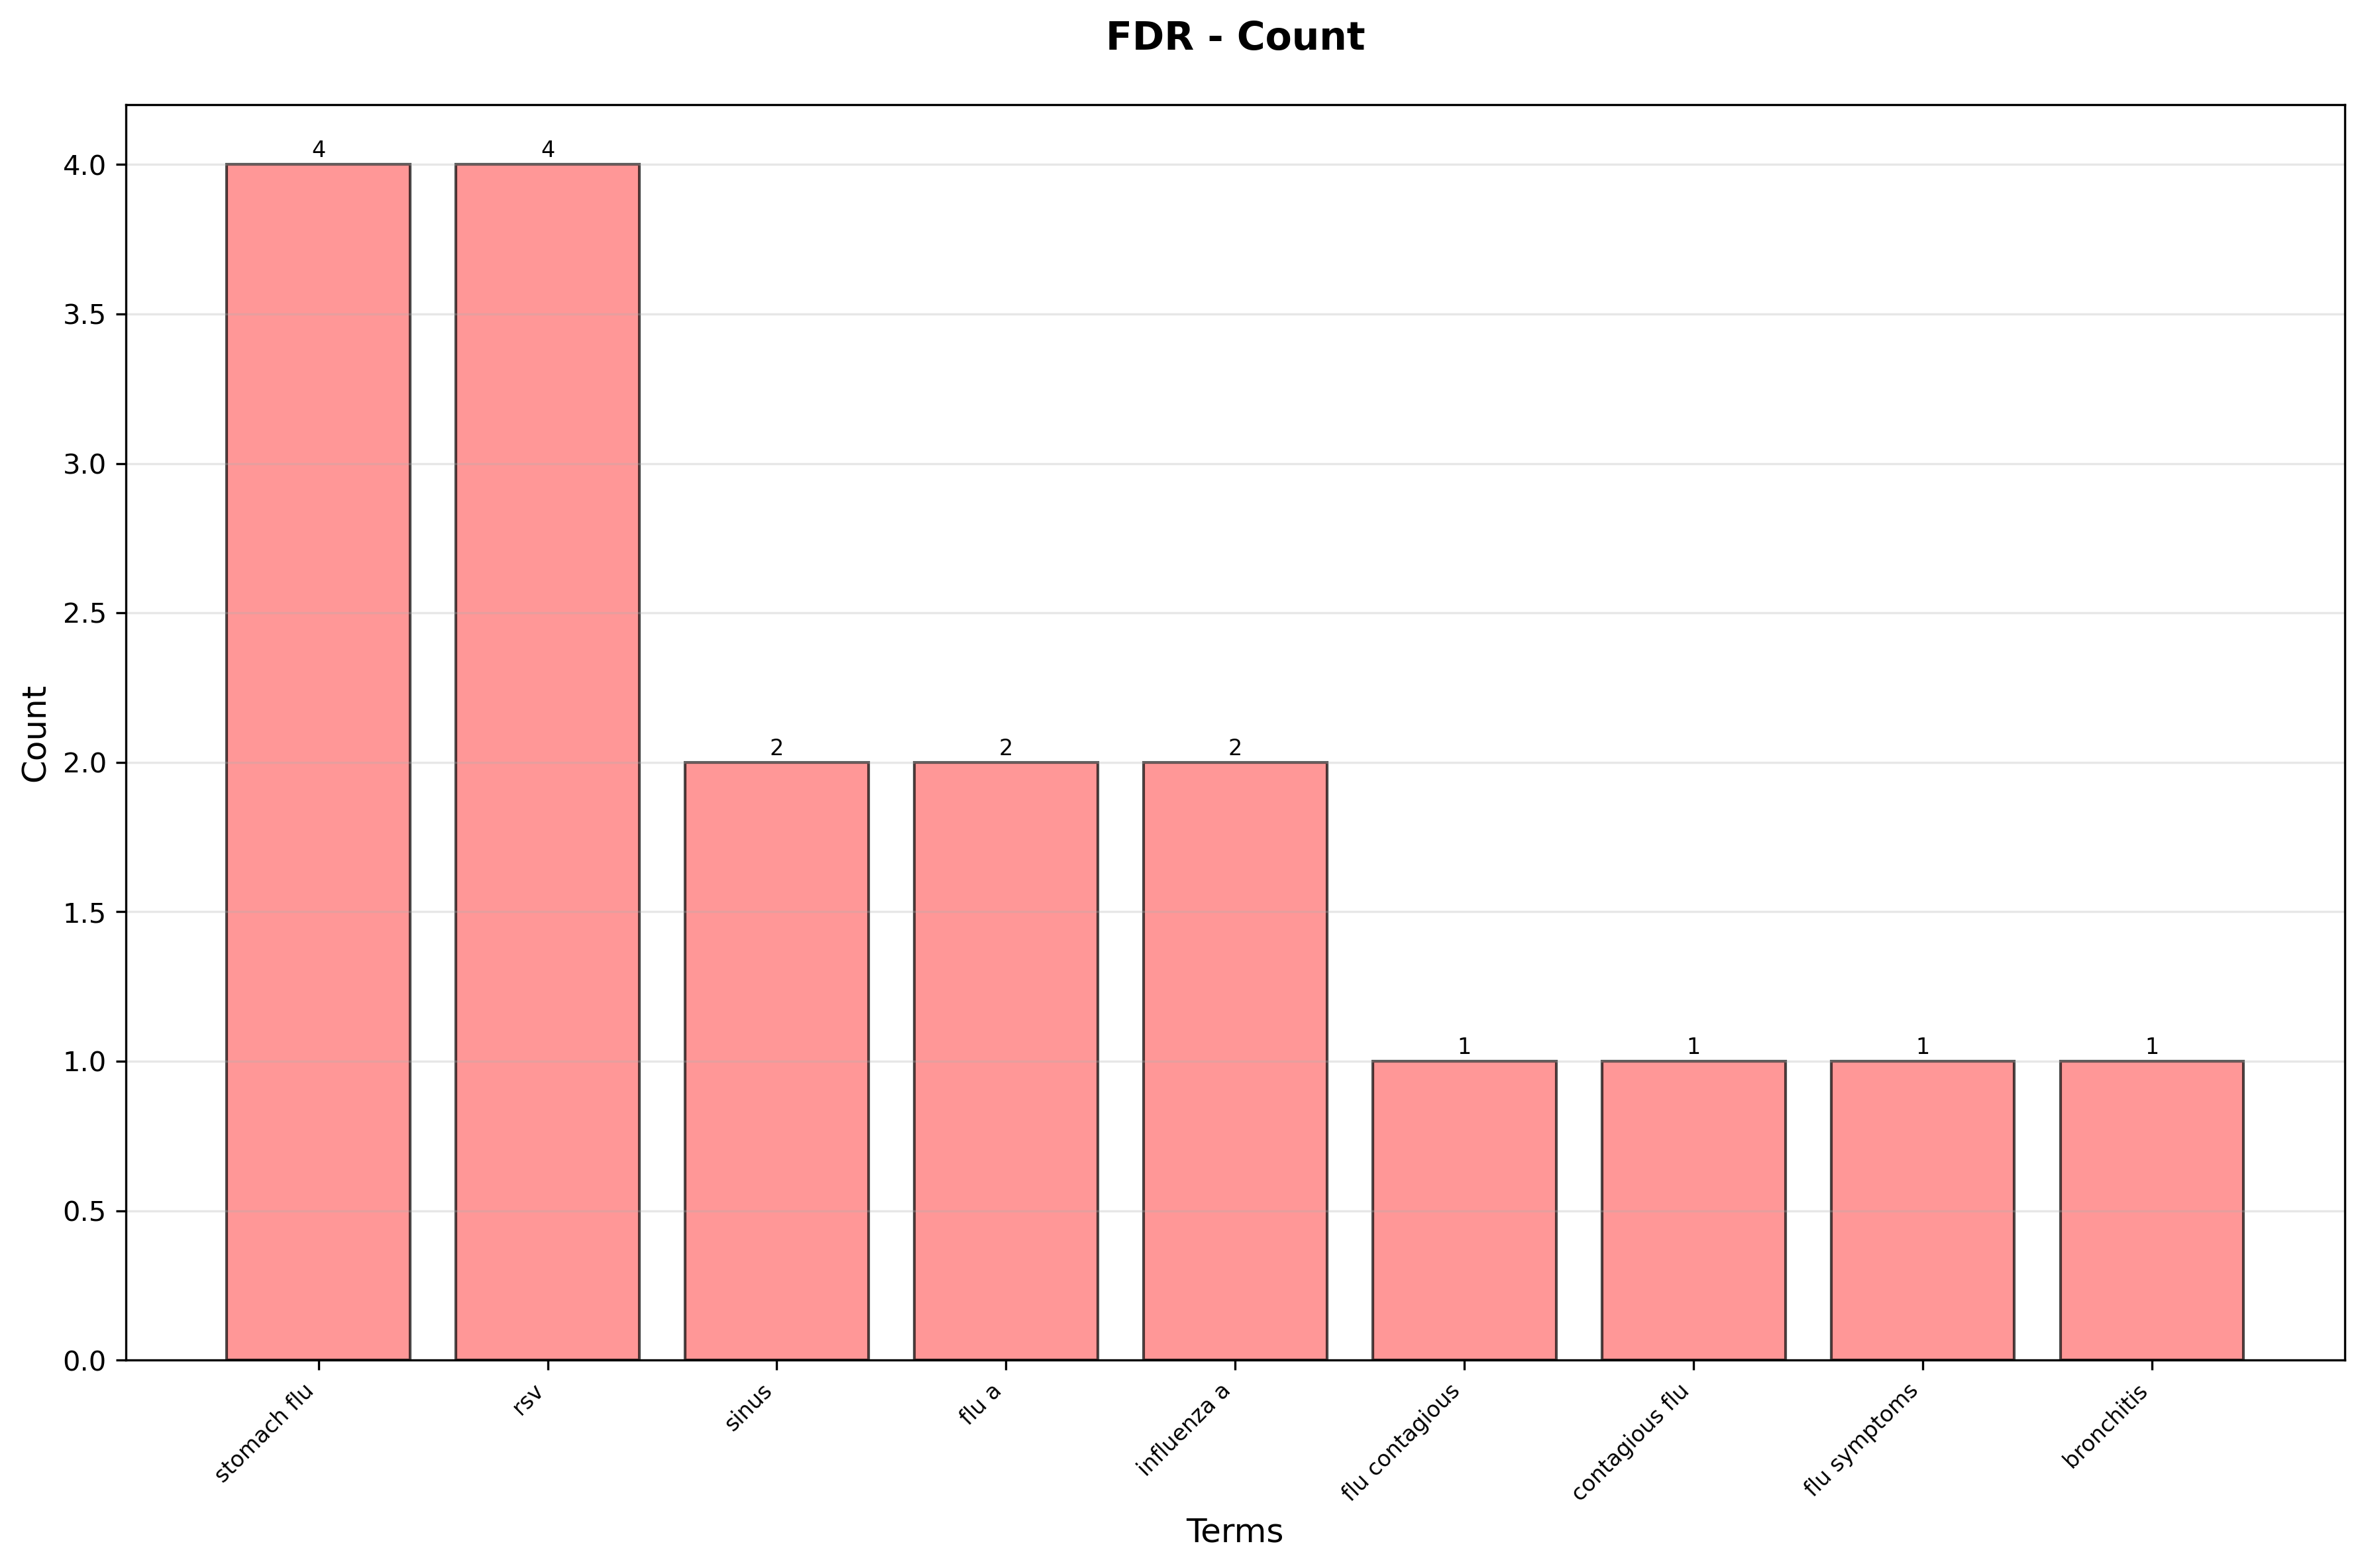 FDR - Count
4
4
2
2
2
1
1
1
1
4.0
3.5
3.0
2.5
2.0
1.5
1.0
0.5
0.0
Count
stomach flu
rsv
sinus
flu a
influenza a
flu contagious
contagious flu
flu symptoms
bronchitis
Terms